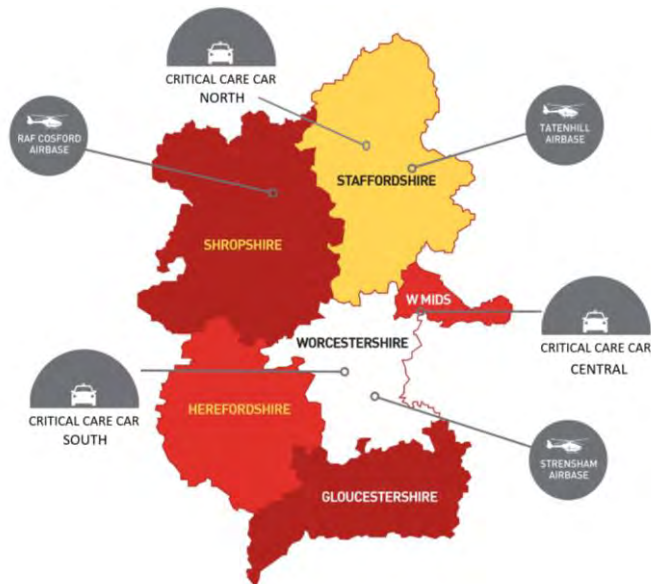 CRITICAL CARE CAR
NORTH
RAF COSFORD
AIRBASE
TATENHILL
AIRBASE
STAFFORDSHIRE
SHROPSHIRE
W MIDS
WORCESTERSHIRE
CRITICAL CARE CAR
CENTRAL
HEREFORDSHIRE
CRITICAL CARE CAR
SOUTH
STRENSHAM
AIRBASE
GLOUCESTERSHIRE